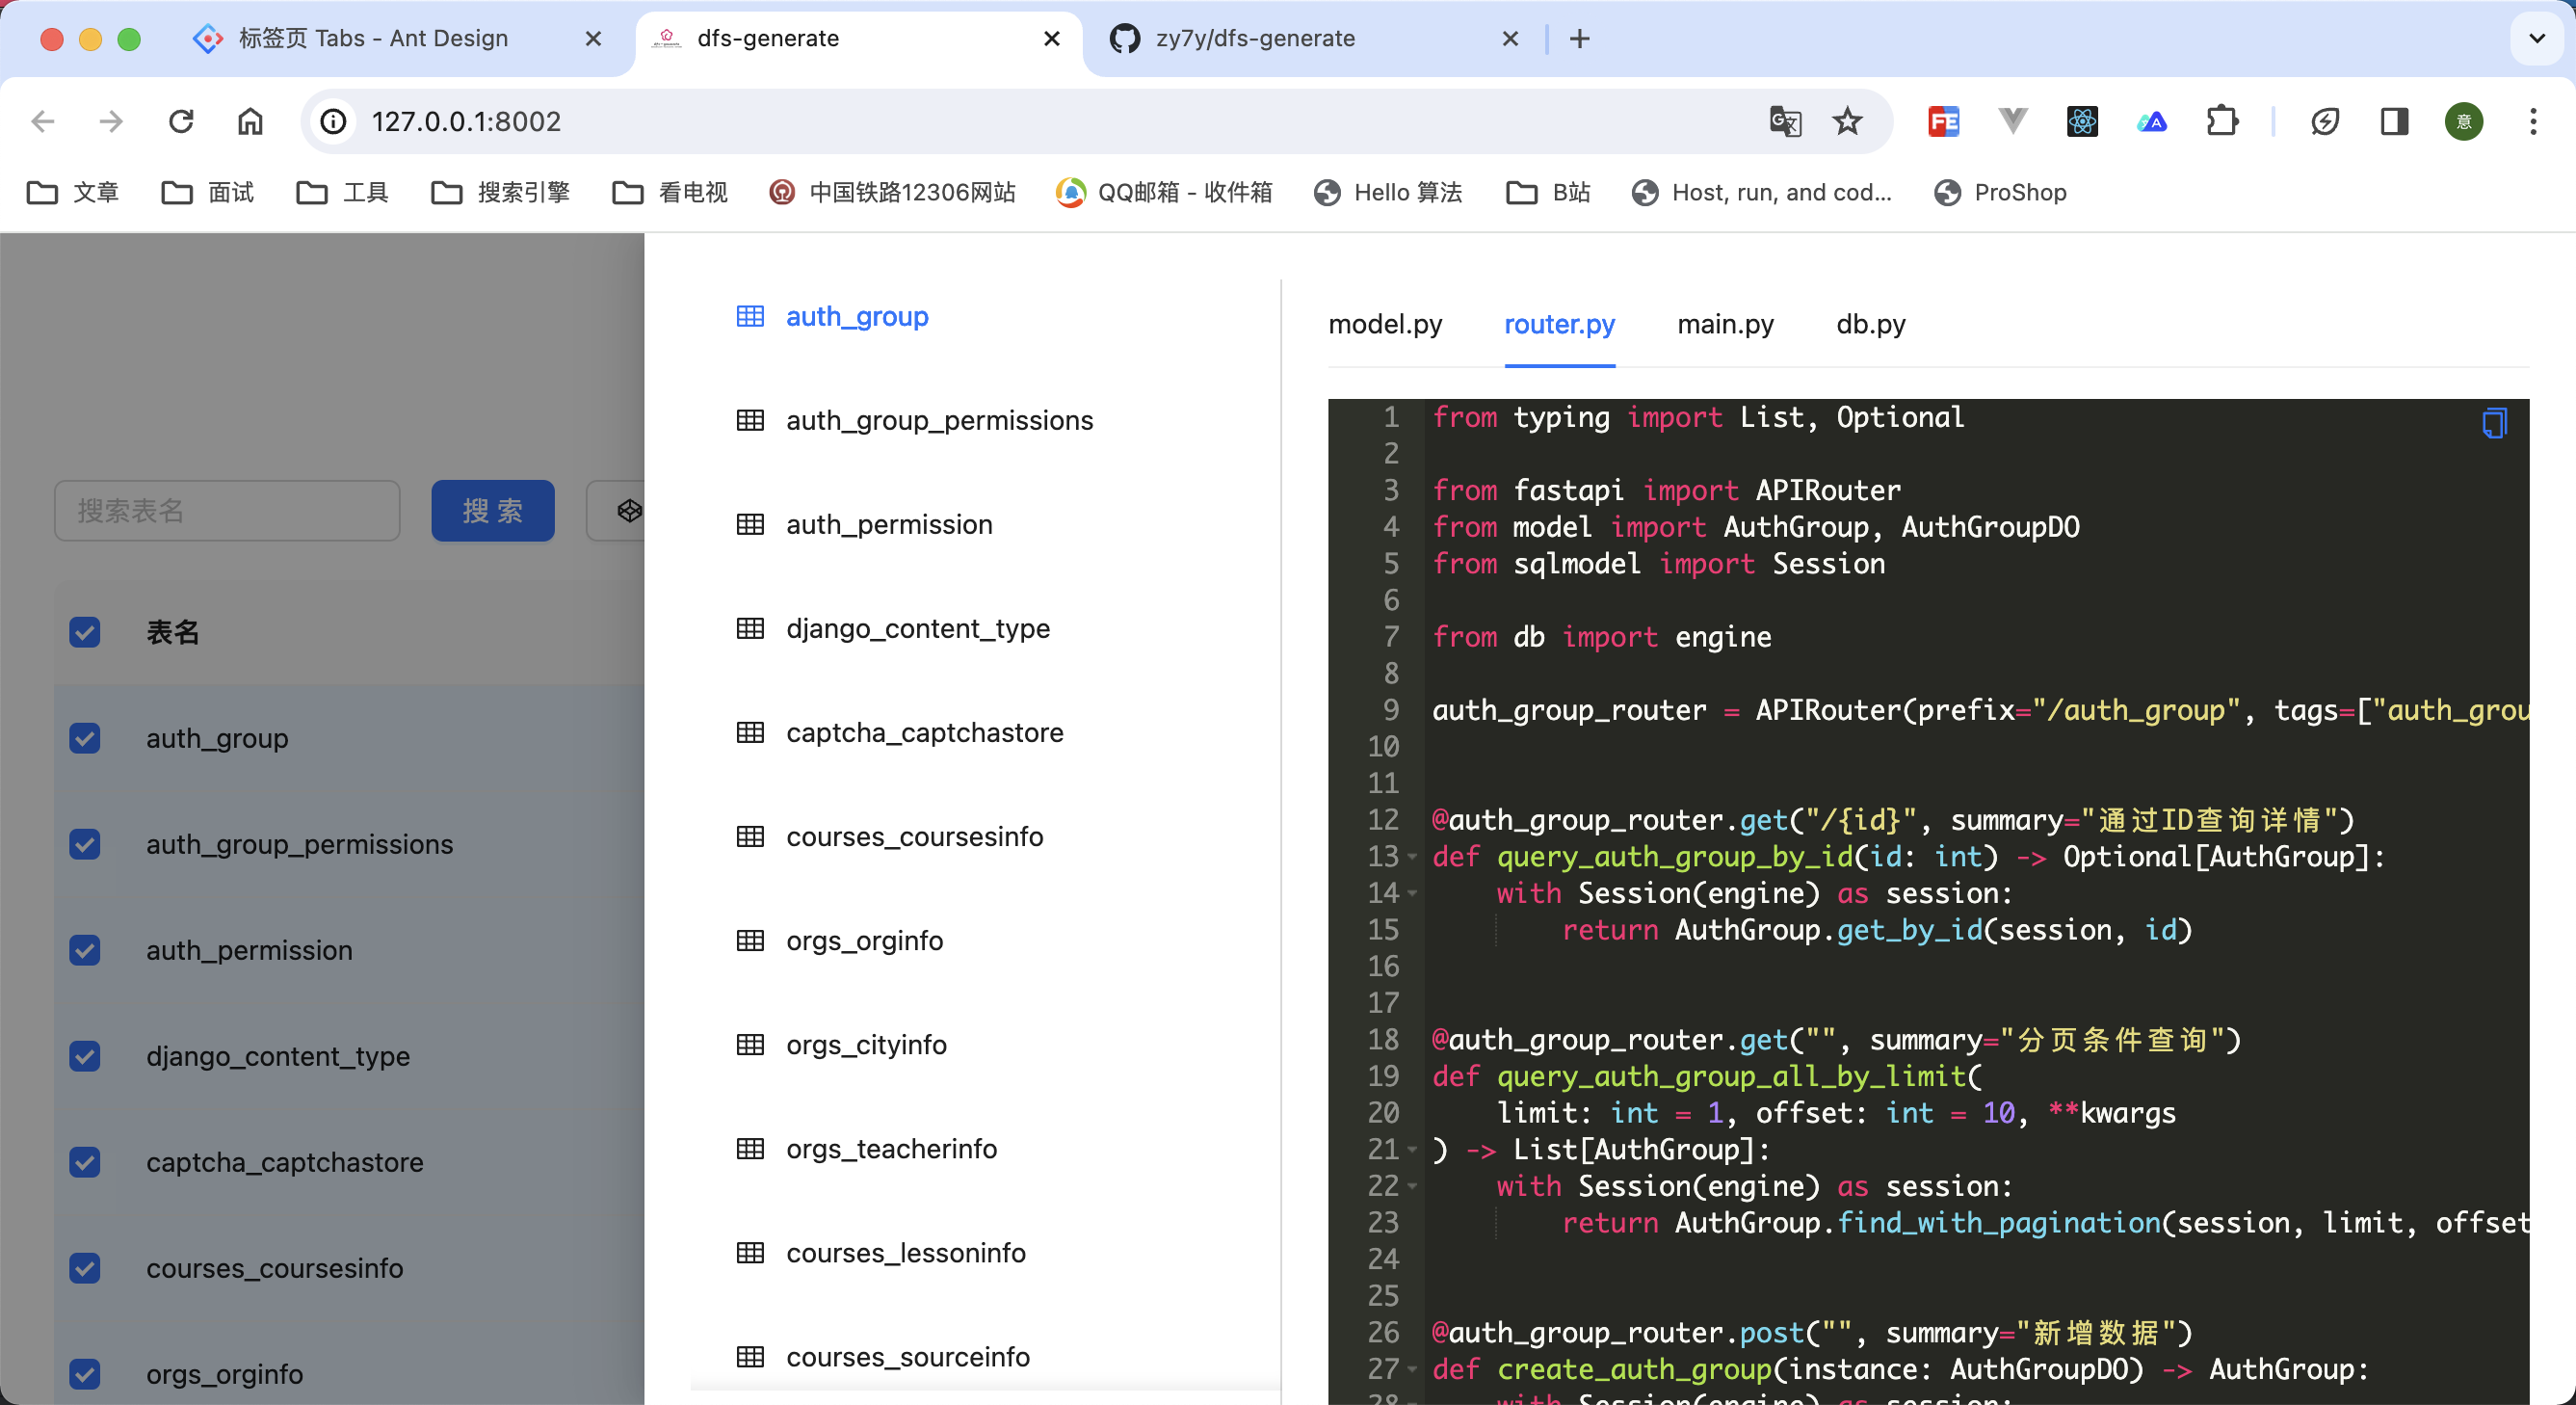 标签页 Tabs - Ant Design
dfs-generate
zy7y/dfs-generate
127.0.0.1:8002
意
文章
面试
工具
搜索引擎
看电视
中国铁路12306网站
QQ邮箱 - 收件箱
Hello 算法
B站
Host, run, and cod...
ProShop
搜索表名
搜 索
表名
auth_group
auth_group_permissions
auth_permission
django_content_type
captcha_captchastore
courses_coursesinfo
orgs_orginfo
auth_group
auth_group_permissions
auth_permission
django_content_type
captcha_captchastore
courses_coursesinfo
orgs_orginfo
orgs_cityinfo
orgs_teacherinfo
courses_lessoninfo
courses_sourceinfo
model.py
router.py
main.py
db.py
1 from typing import List, Optional
2
3 from fastapi import APIRouter
4 from model import AuthGroup, AuthGroupDO
5 from sqlmodel import Session
6
7 from db import engine
8
9 auth_group_router = APIRouter(prefix="/auth_group", tags=["auth_grou
10
11
12 @auth_group_router.get("/{id}", summary="通过ID查询详情")
13 def query_auth_group_by_id(id: int) -> Optional[AuthGroup]:
14     with Session(engine) as session:
15         return AuthGroup.get_by_id(session, id)
16
17
18 @auth_group_router.get("", summary="分页条件查询")
19 def query_auth_group_all_by_limit(
20     limit: int = 1, offset: int = 10, **kwargs
21 ) -> List[AuthGroup]:
22     with Session(engine) as session:
23         return AuthGroup.find_with_pagination(session, limit, offset
24
25
26 @auth_group_router.post("", summary="新增数据")
27 def create_auth_group(instance: AuthGroupDO) -> AuthGroup:
28     with Session(engine) as session: